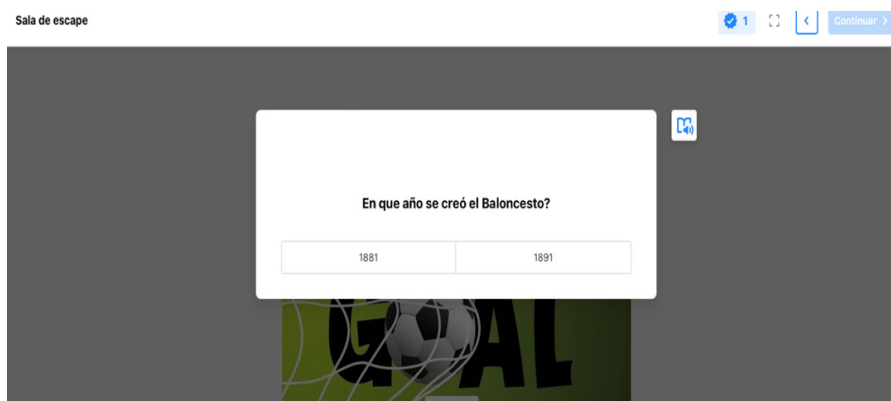 Sala de escape
1
Continuar
En que año se creó el Baloncesto?
1881
1891
GOAL